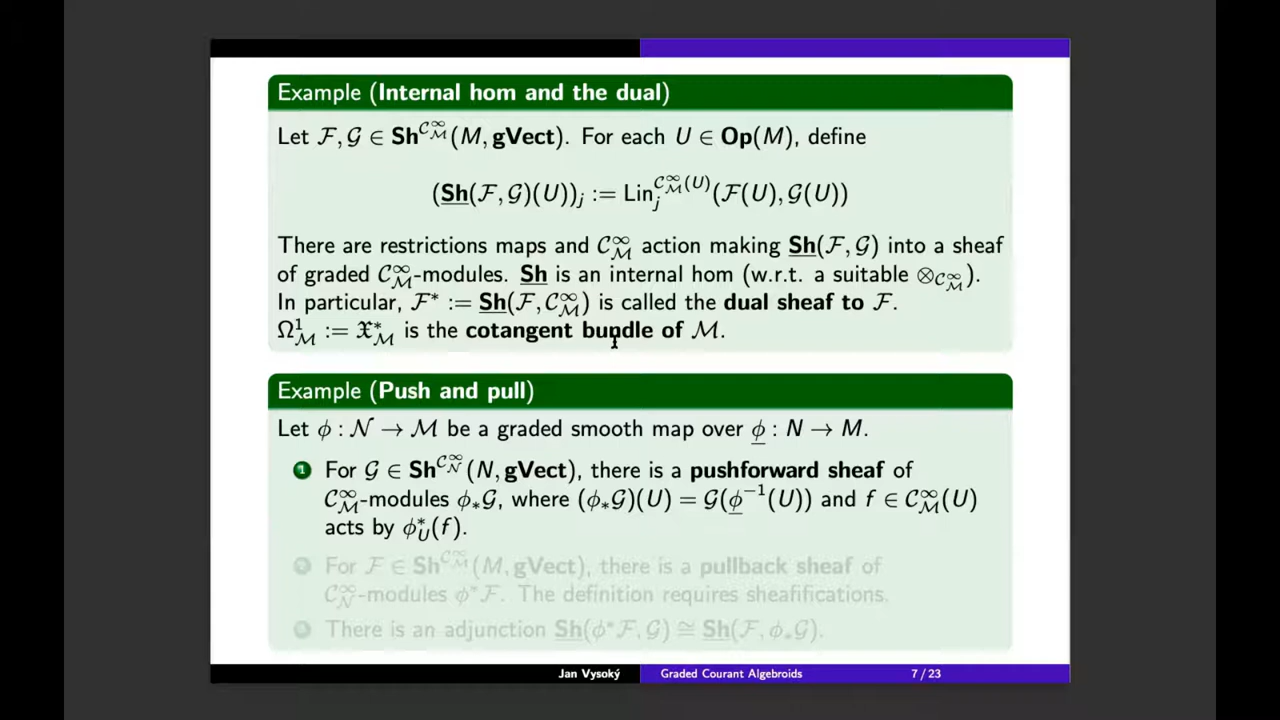 Example (Internal hom and the dual)
Let ℱ, 𝒢 ∈ Sh^{𝒞^∞_ℳ}(M, gVect). For each U ∈ Op(M), define
(Sh(ℱ, 𝒢)(U))_j := Lin_j^{𝒞^∞_ℳ(U)}(ℱ(U), 𝒢(U))
There are restrictions maps and 𝒞^∞_ℳ action making Sh(ℱ, 𝒢) into a sheaf
of graded 𝒞^∞_ℳ-modules. Sh is an internal hom (w.r.t. a suitable ⊗_{𝒞^∞_ℳ}).
In particular, ℱ* := Sh(ℱ, 𝒞^∞_ℳ) is called the dual sheaf to ℱ.
Ω^1_ℳ := 𝔛*_ℳ is the cotangent bundle of ℳ.
Example (Push and pull)
Let ϕ : 𝒩 → ℳ be a graded smooth map over ϕ : N → M.
1 For 𝒢 ∈ Sh^{𝒞^∞_𝒩}(N, gVect), there is a pushforward sheaf of
𝒞^∞_ℳ-modules ϕ_*𝒢, where (ϕ_*𝒢)(U) = 𝒢(ϕ^{-1}(U)) and f ∈ 𝒞^∞_ℳ(U)
acts by ϕ*_U(f).
2 For ℱ ∈ Sh^{𝒞^∞_ℳ}(M, gVect), there is a pullback sheaf of
𝒞^∞_𝒩-modules ϕ*ℱ. The definition requires sheafifications.
3 There is an adjunction Sh(ϕ*ℱ, 𝒢) ≅ Sh(ℱ, ϕ_*𝒢).
Jan Vysoký Graded Courant Algebroids 7 / 23